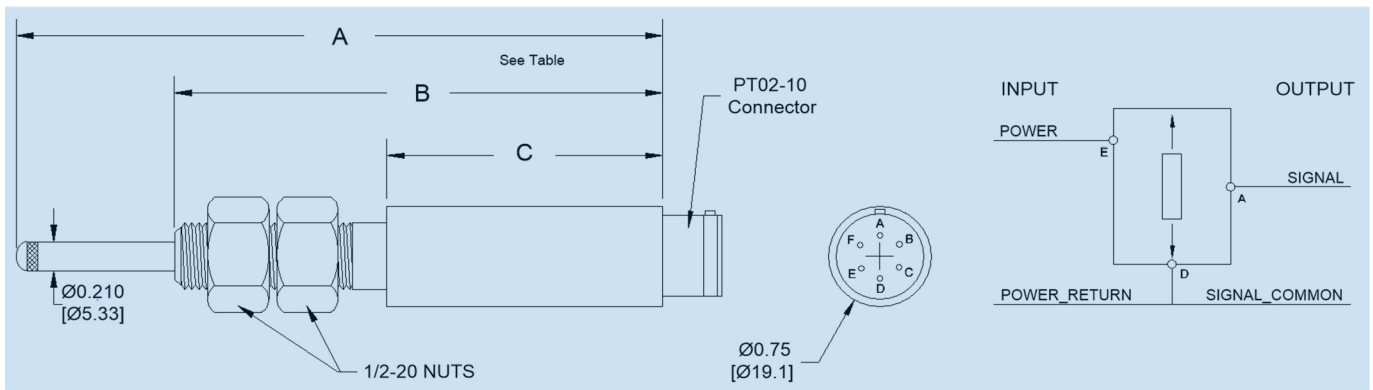 A
See Table
B
C
PT02-10
Connector
Ø0.210
[Ø5.33]
1/2-20 NUTS
A
B
C
D
E
F
Ø0.75
[Ø19.1]
INPUT
OUTPUT
POWER
E
SIGNAL
A
D
POWER_RETURN
SIGNAL_COMMON